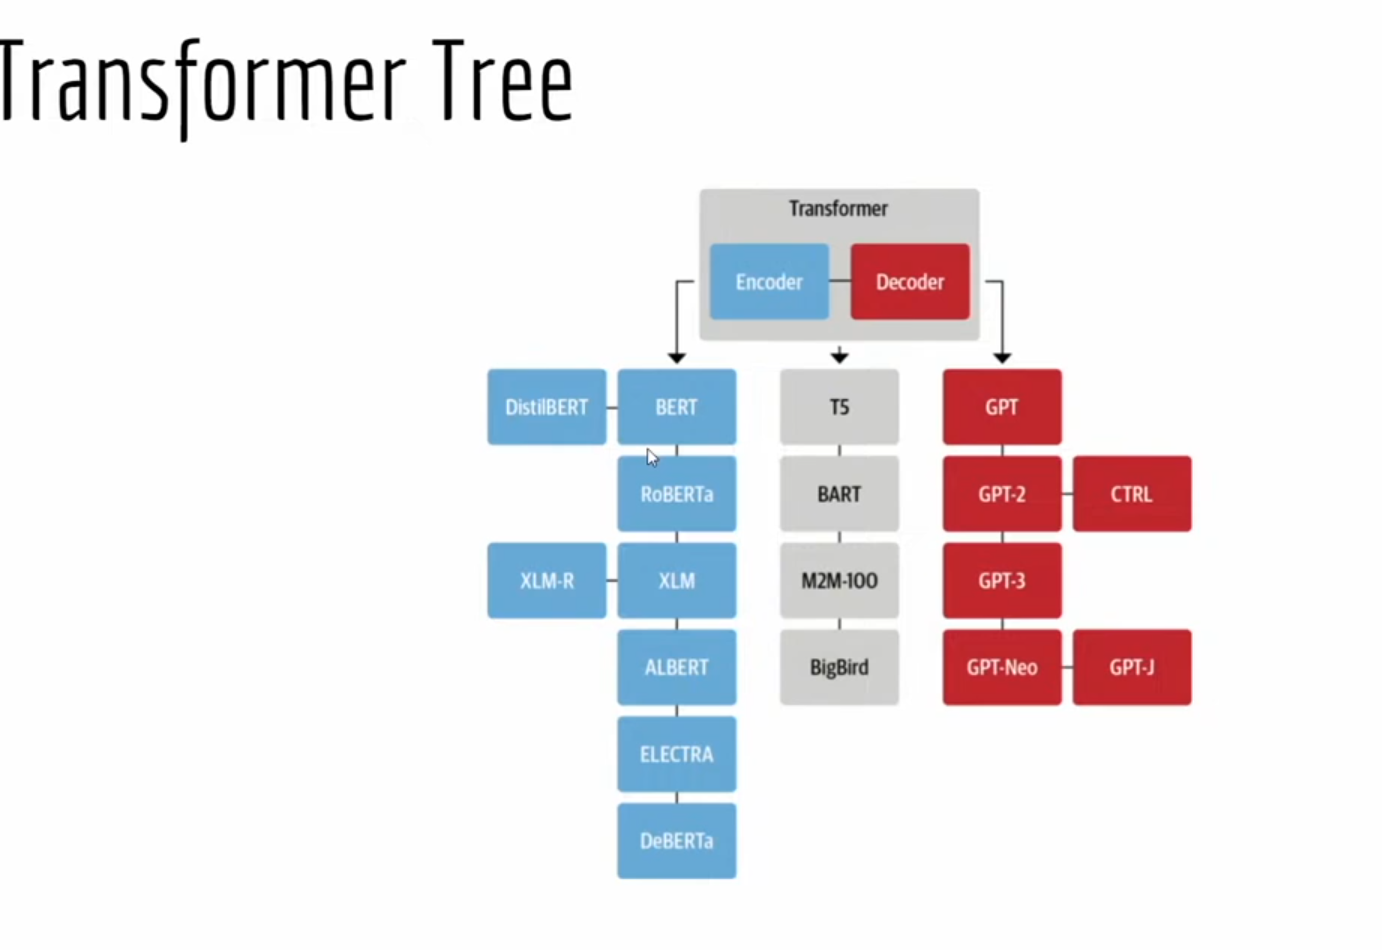 Transformer Tree
Transformer
Encoder
Decoder
DistilBERT
BERT
T5
GPT
RoBERTa
BART
GPT-2
CTRL
XLM-R
XLM
M2M-100
GPT-3
ALBERT
BigBird
GPT-Neo
GPT-J
ELECTRA
DeBERTa